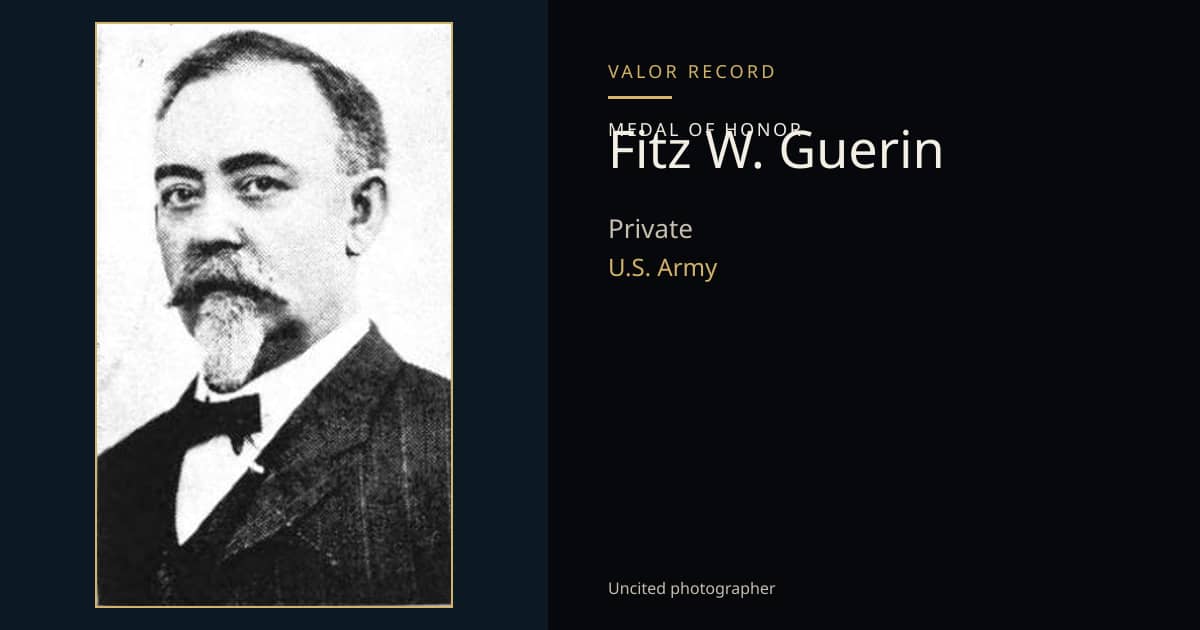 VALOR RECORD
MEDAL OF HONOR
Fitz W. Guerin
Private
U.S. Army
Uncited photographer